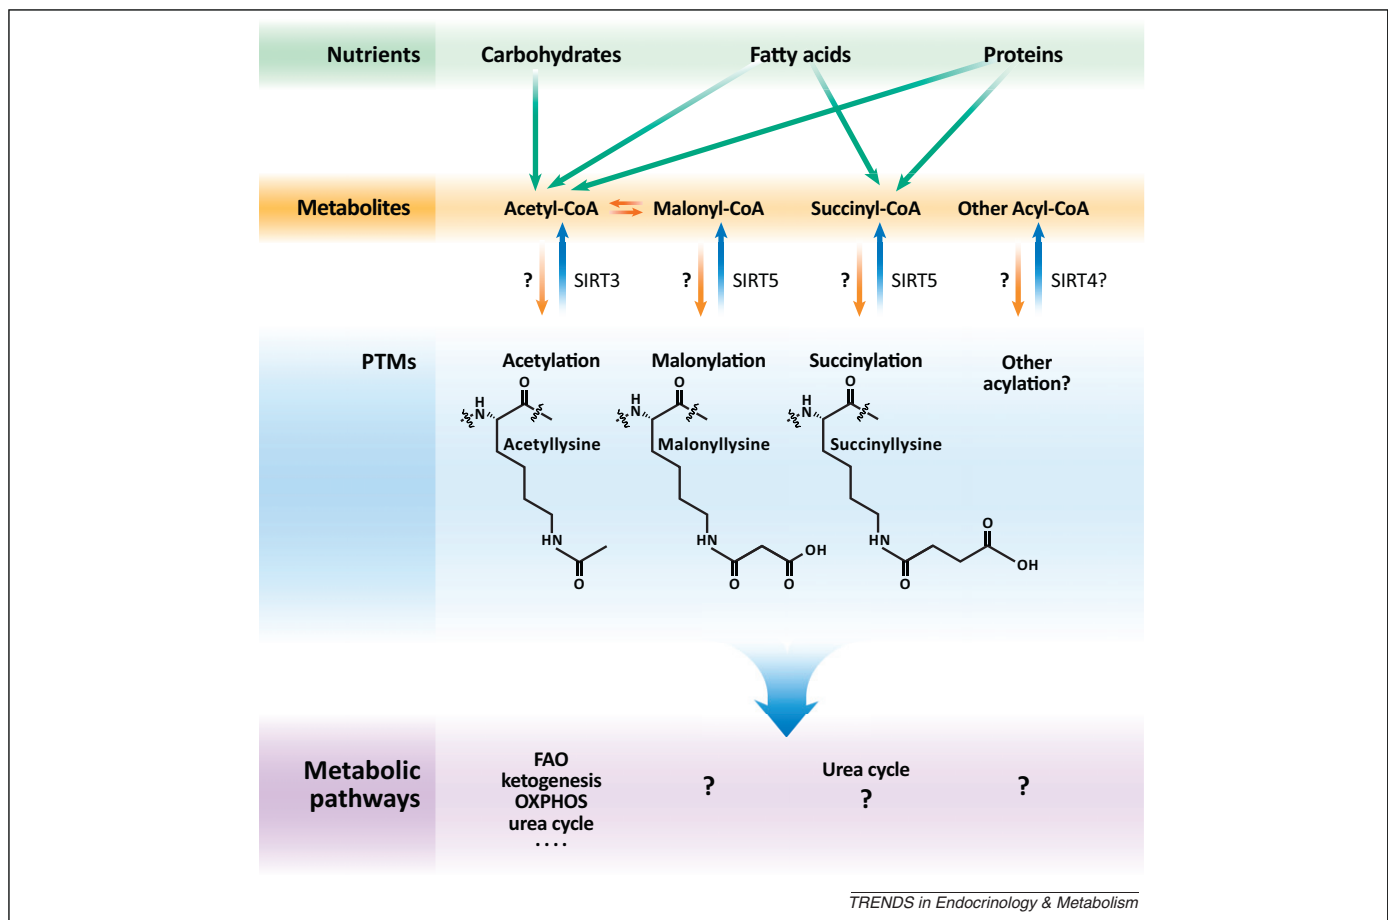 Nutrients Carbohydrates Fatty acids Proteins
Metabolites Acetyl-CoA Malonyl-CoA Succinyl-CoA Other Acyl-CoA
? SIRT3 ? SIRT5 ? SIRT5 ? SIRT4?
PTMs Acetylation Malonylation Succinylation Other
acylation?
O O O
H N H N H N
Acetyllysine Malonyllysine Succinyllysine
HN HN HN O
OH OH
O O O O
Metabolic
pathways
FAO
ketogenesis
OXPHOS
urea cycle
....
?
Urea cycle
?
?
TRENDS in Endocrinology & Metabolism